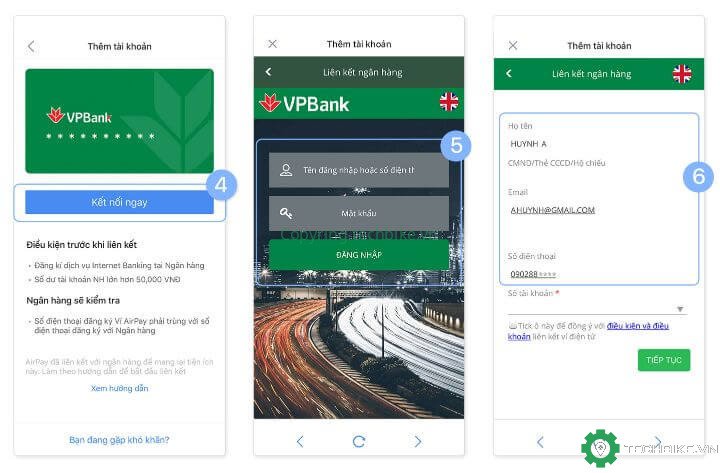 Thêm tài khoản
VPBank
* * * * * * * * * *
4
Kết nối ngay
Điều kiện trước khi liên kết
Đăng kí dịch vụ Internet Banking tại Ngân hàng
Số dư tài khoản NH lớn hơn 50,000 VNĐ
Ngân hàng sẽ kiểm tra
Số điện thoại đăng ký Ví AirPay phải trùng với số
điện thoại đăng ký với Ngân hàng
AirPay đã liên kết với ngân hàng để mang lại tiện ích
này. Làm theo hướng dẫn để bắt đầu liên kết
Xem hướng dẫn
Bạn đang gặp khó khăn?
Thêm tài khoản
Liên kết ngân hàng
VPBank
5
Tên đăng nhập hoặc số điện th
Mật khẩu
ĐĂNG NHẬP
Thêm tài khoản
Liên kết ngân hàng
6
Họ tên
HUYNH A
CMND/Thẻ CCCD/Hộ chiếu
Email
AHUYNH@GMAIL.COM
Số điện thoại
090288****
Số tài khoản *
Tick ô này để đồng ý với điều kiện và điều
khoản liên kết ví điện tử
TIẾP TỤC
TECHBIKE.VN